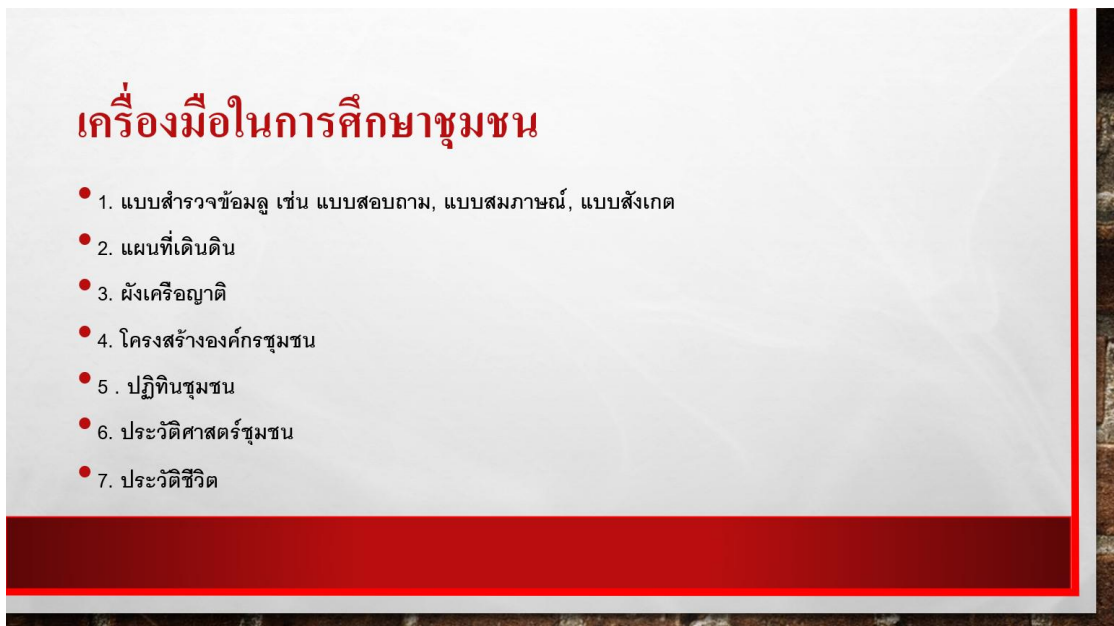 เครื่องมือในการศึกษาชุมชน
• 1. แบบสำรวจข้อมลู เช่น แบบสอบถาม, แบบสมภาษณ์, แบบสังเกต
• 2. แผนที่เดินดิน
• 3. ผังเครือญาติ
• 4. โครงสร้างองค์กรชุมชน
• 5 . ปฏิทินชุมชน
• 6. ประวัติศาสตร์ชุมชน
• 7. ประวัติชีวิต